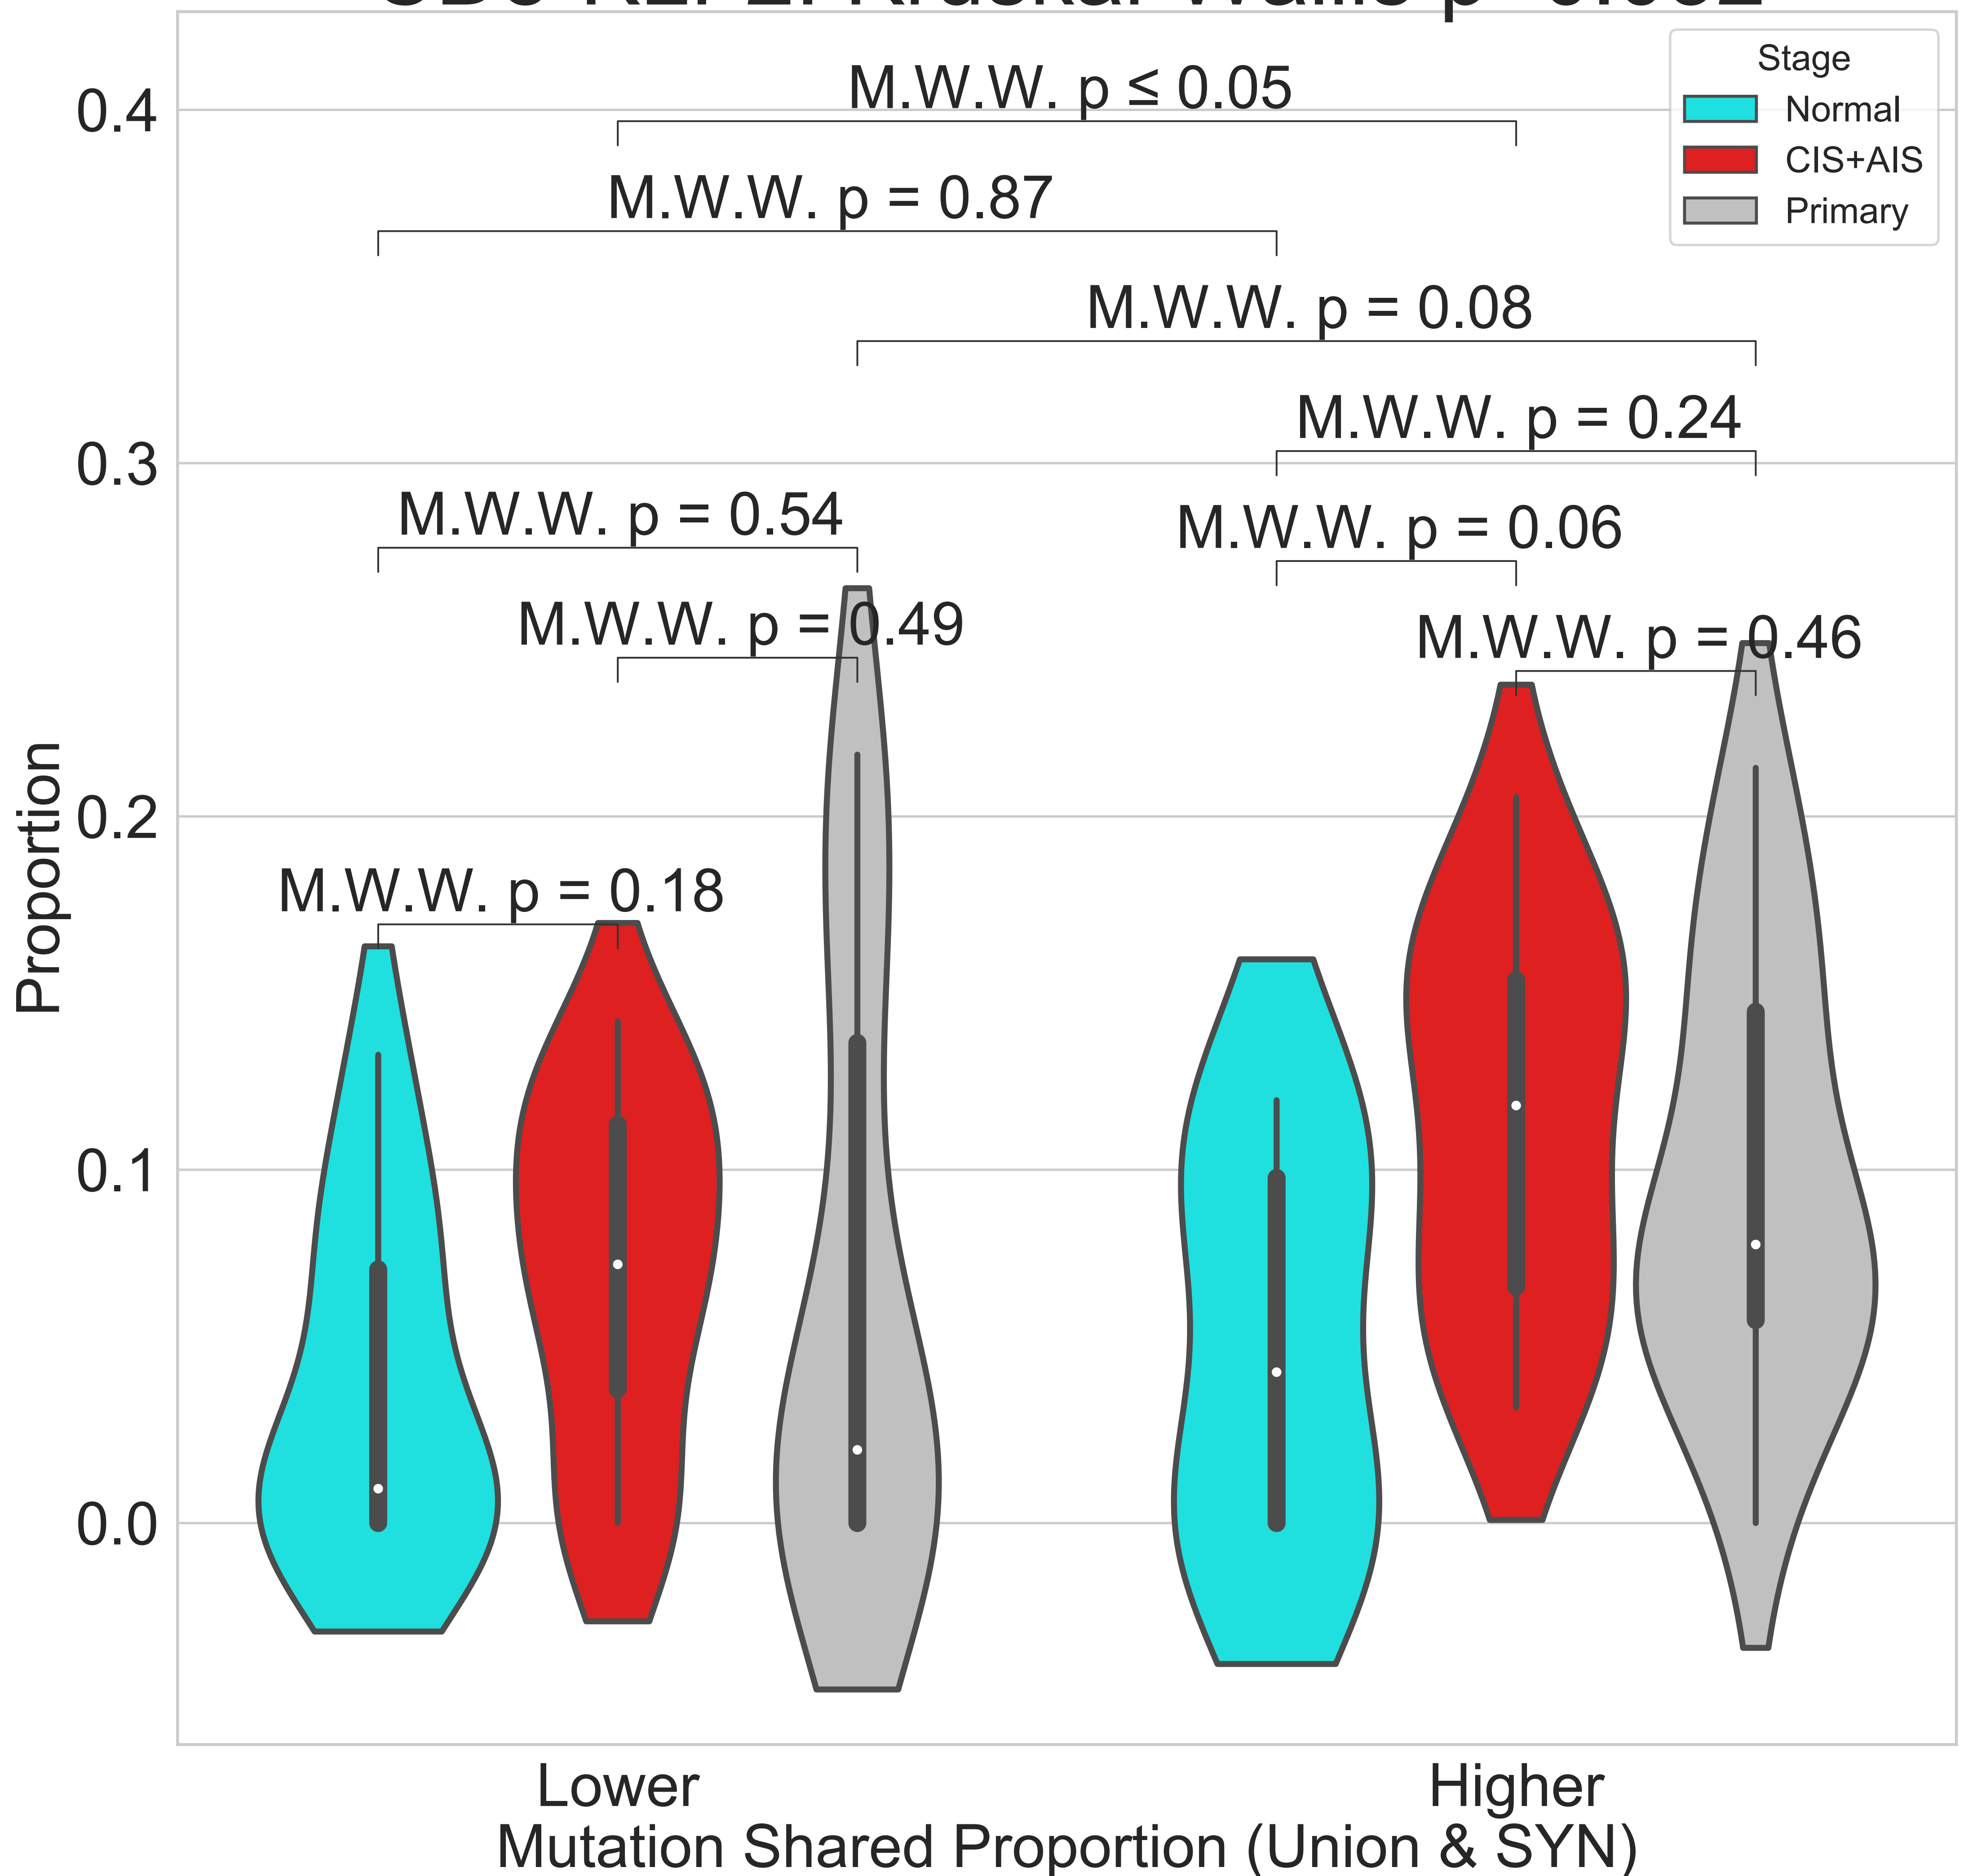 Stage
Normal
CIS+AIS
Primary
M.W.W. p ≤ 0.05
M.W.W. p = 0.87
M.W.W. p = 0.08
M.W.W. p = 0.24
M.W.W. p = 0.54
M.W.W. p = 0.06
M.W.W. p = 0.49
M.W.W. p = 0.46
M.W.W. p = 0.18
0.4
0.3
0.2
0.1
0.0
Proportion
Lower
Higher
Mutation Shared Proportion (Union & SYN)